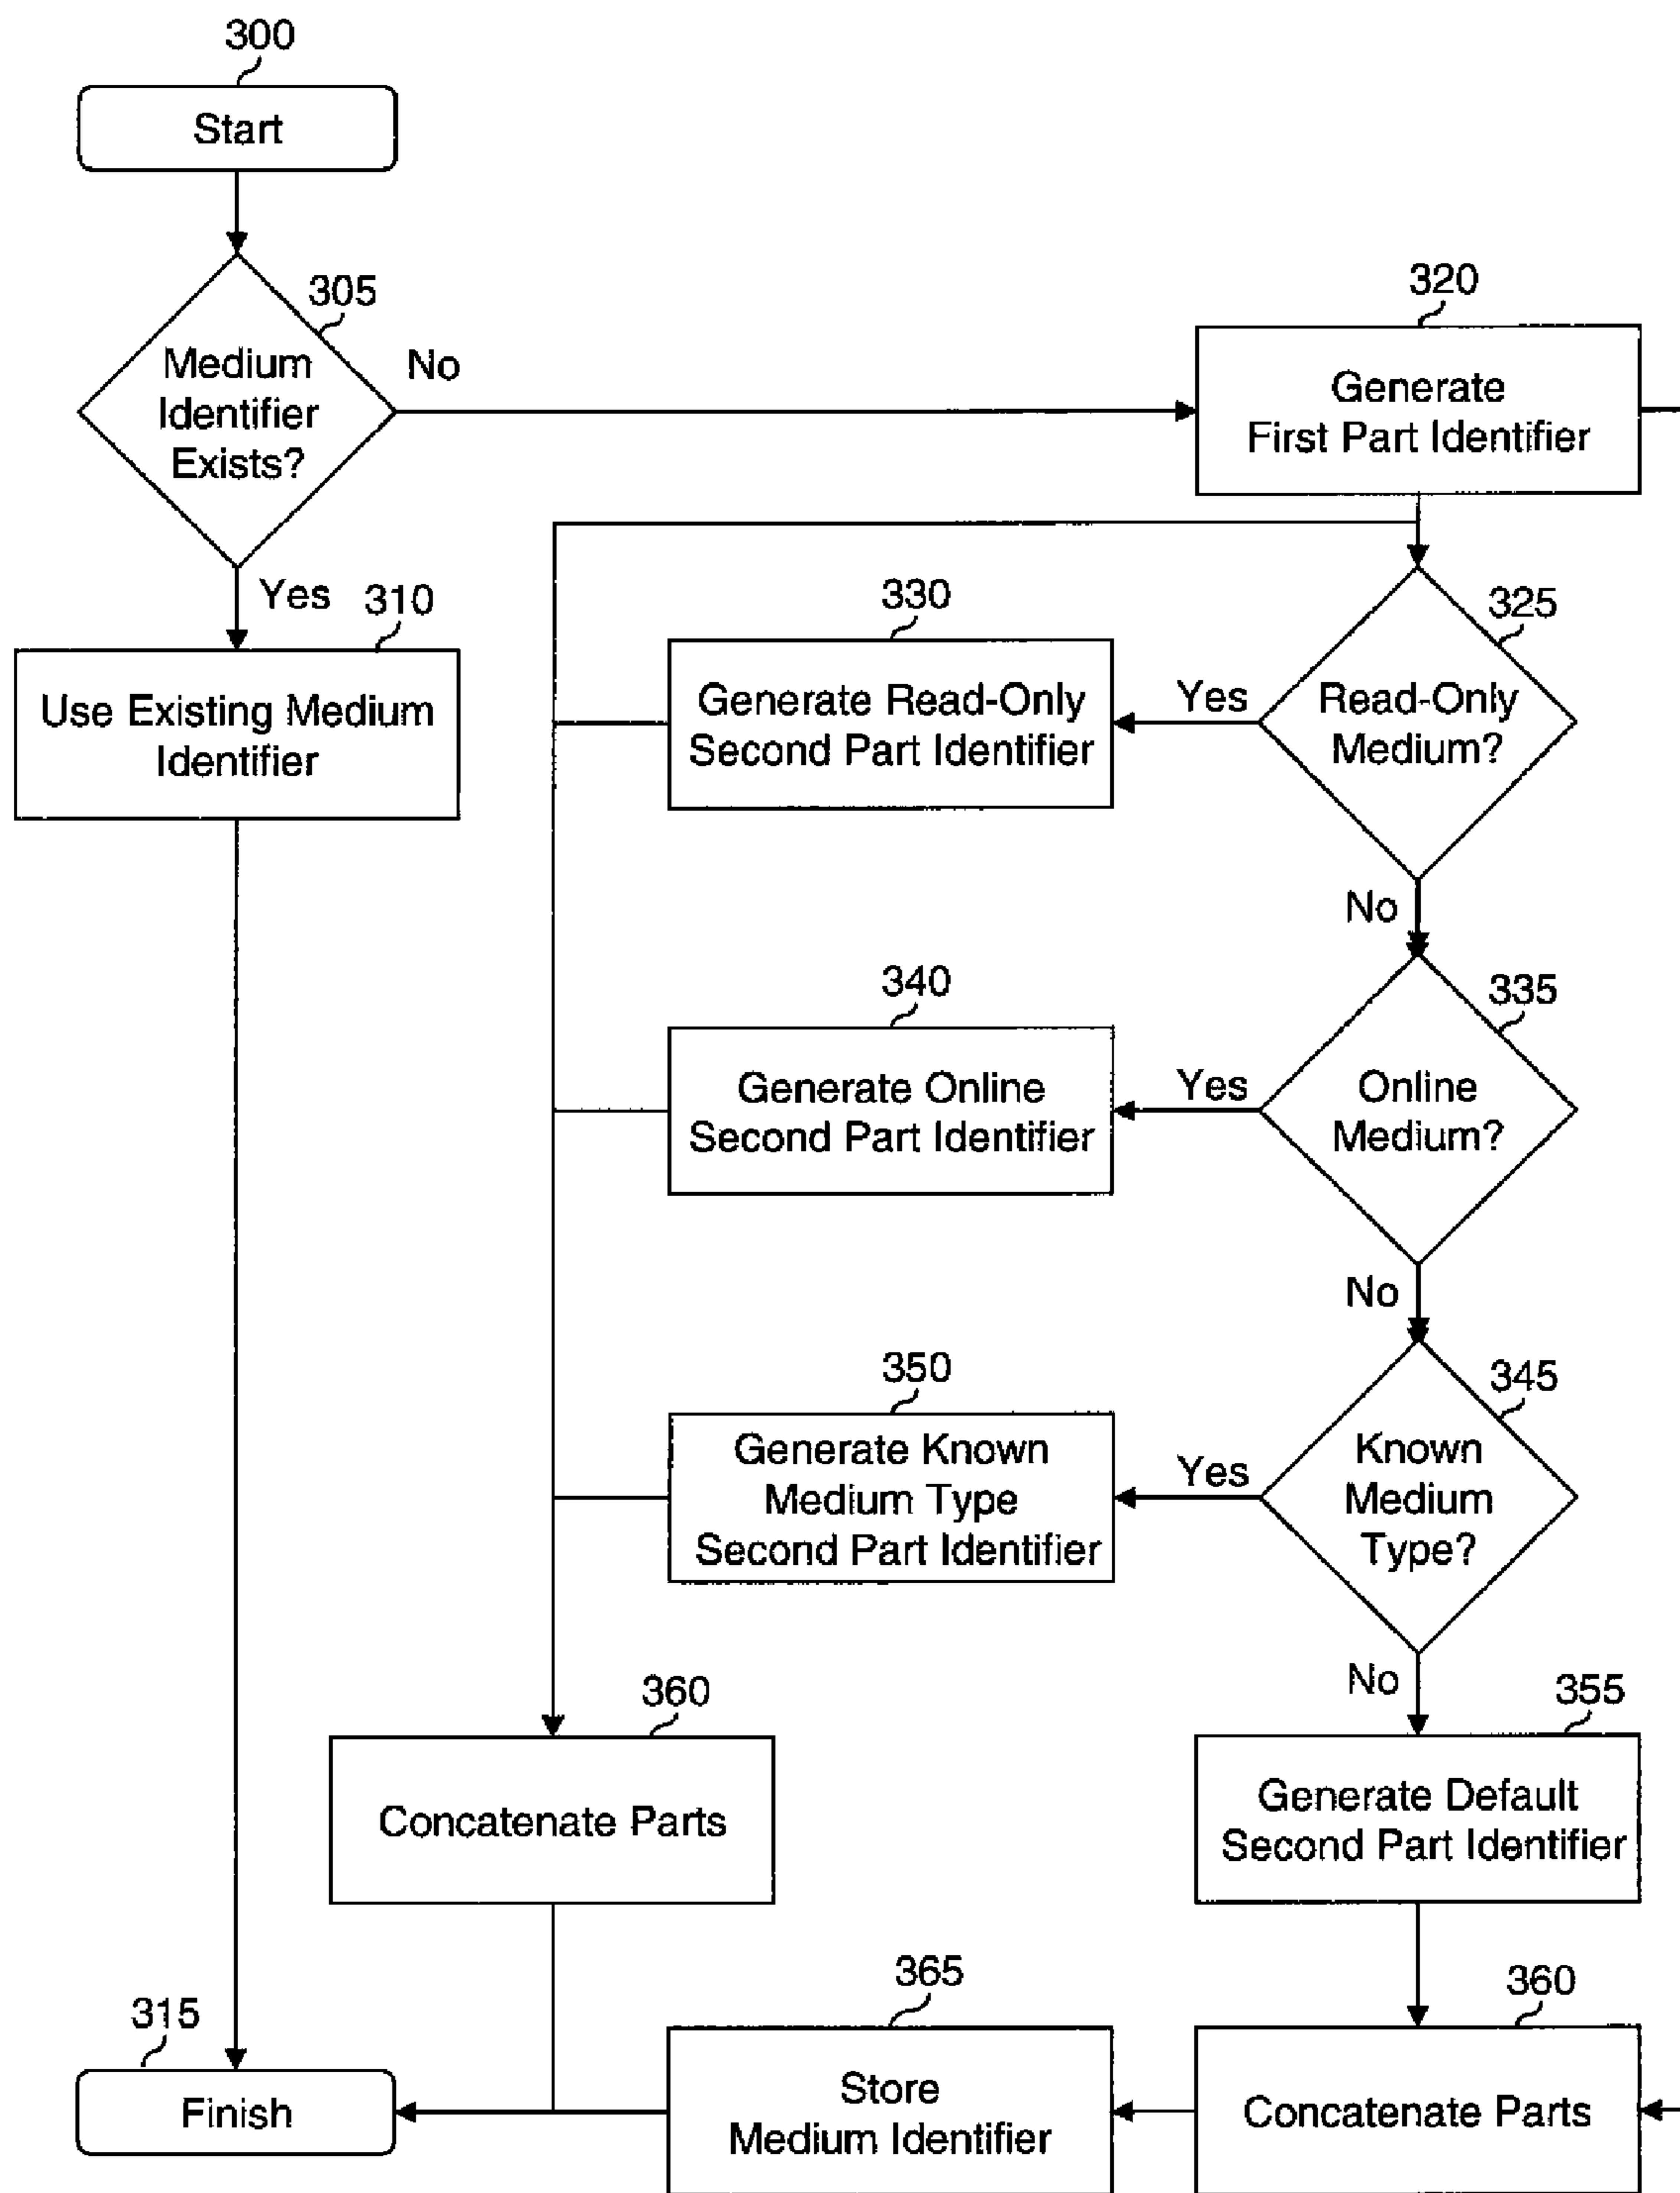 300
Start
305
Medium
Identifier
Exists?
No
Yes
310
Use Existing Medium
Identifier
320
Generate
First Part Identifier
325
Read-Only
Medium?
Yes
330
Generate Read-Only
Second Part Identifier
No
335
Online
Medium?
Yes
340
Generate Online
Second Part Identifier
No
345
Known
Medium
Type?
Yes
350
Generate Known
Medium Type
Second Part Identifier
No
355
Generate Default
Second Part Identifier
360
Concatenate Parts
360
Concatenate Parts
365
Store
Medium Identifier
315
Finish